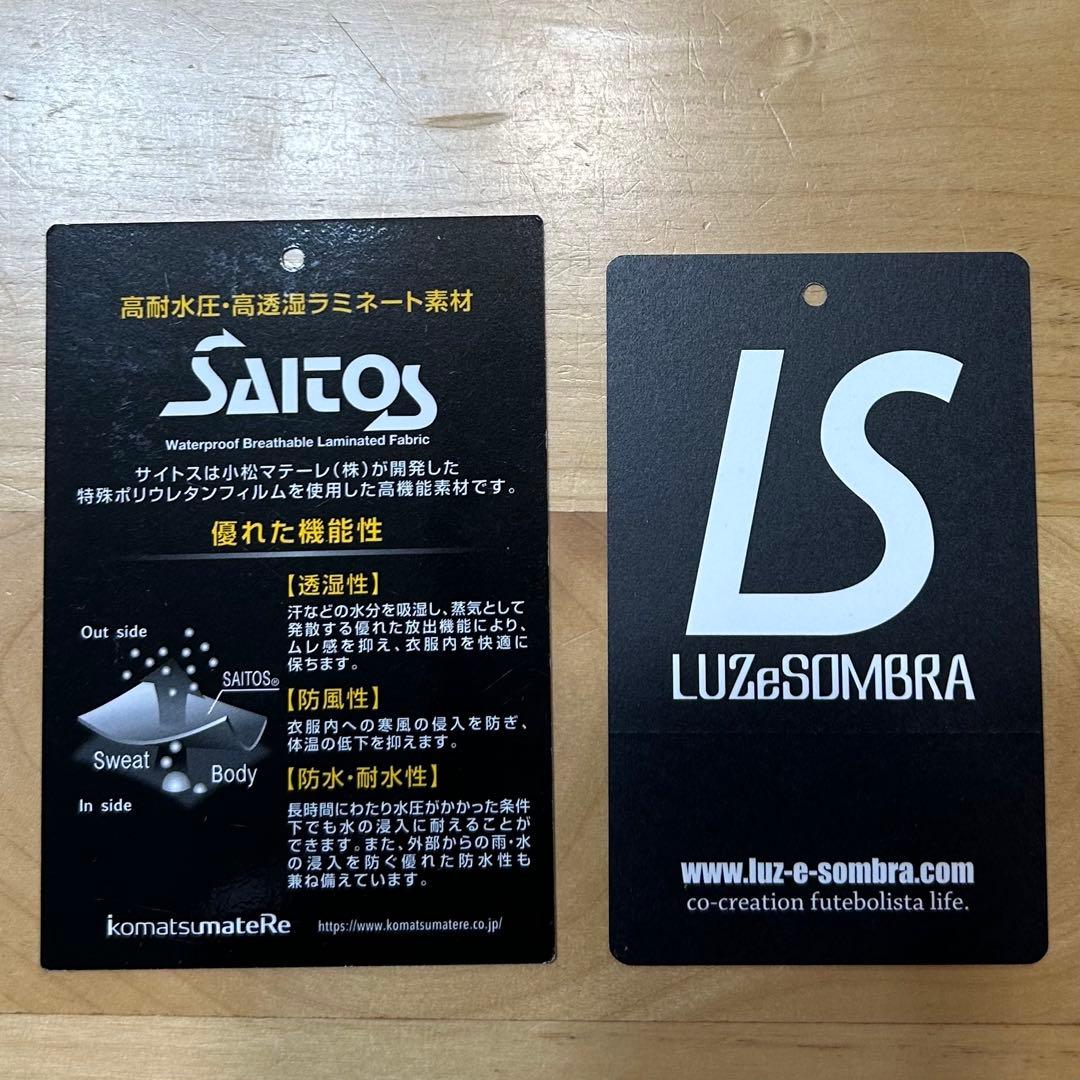 高耐水圧・高透湿ラミネート素材
SAITOS
Waterproof Breathable Laminated Fabric
サイトスは小松マテーレ(株)が開発した
特殊ポリウレタンフィルムを使用した高機能素材です。
優れた機能性
【透湿性】
汗などの水分を吸湿し、蒸気として
発散する優れた放出機能により、
ムレ感を抑え、衣服内を快適に
保ちます。
【防風性】
衣服内への寒風の侵入を防ぎ、
体温の低下を抑えます。
【防水・耐水性】
長時間にわたり水圧がかかった条件
下でも水の浸入に耐えることが
できます。また、外部からの雨・水
の浸入を防ぐ優れた防水性も
兼ね備えています。
Out side
SAITOS®
Sweat
Body
In side
komatsumateRe
https://www.komatsumatere.co.jp/
LS
LUZeSOMBRA
www.luz-e-sombra.com
co-creation futebolista life.